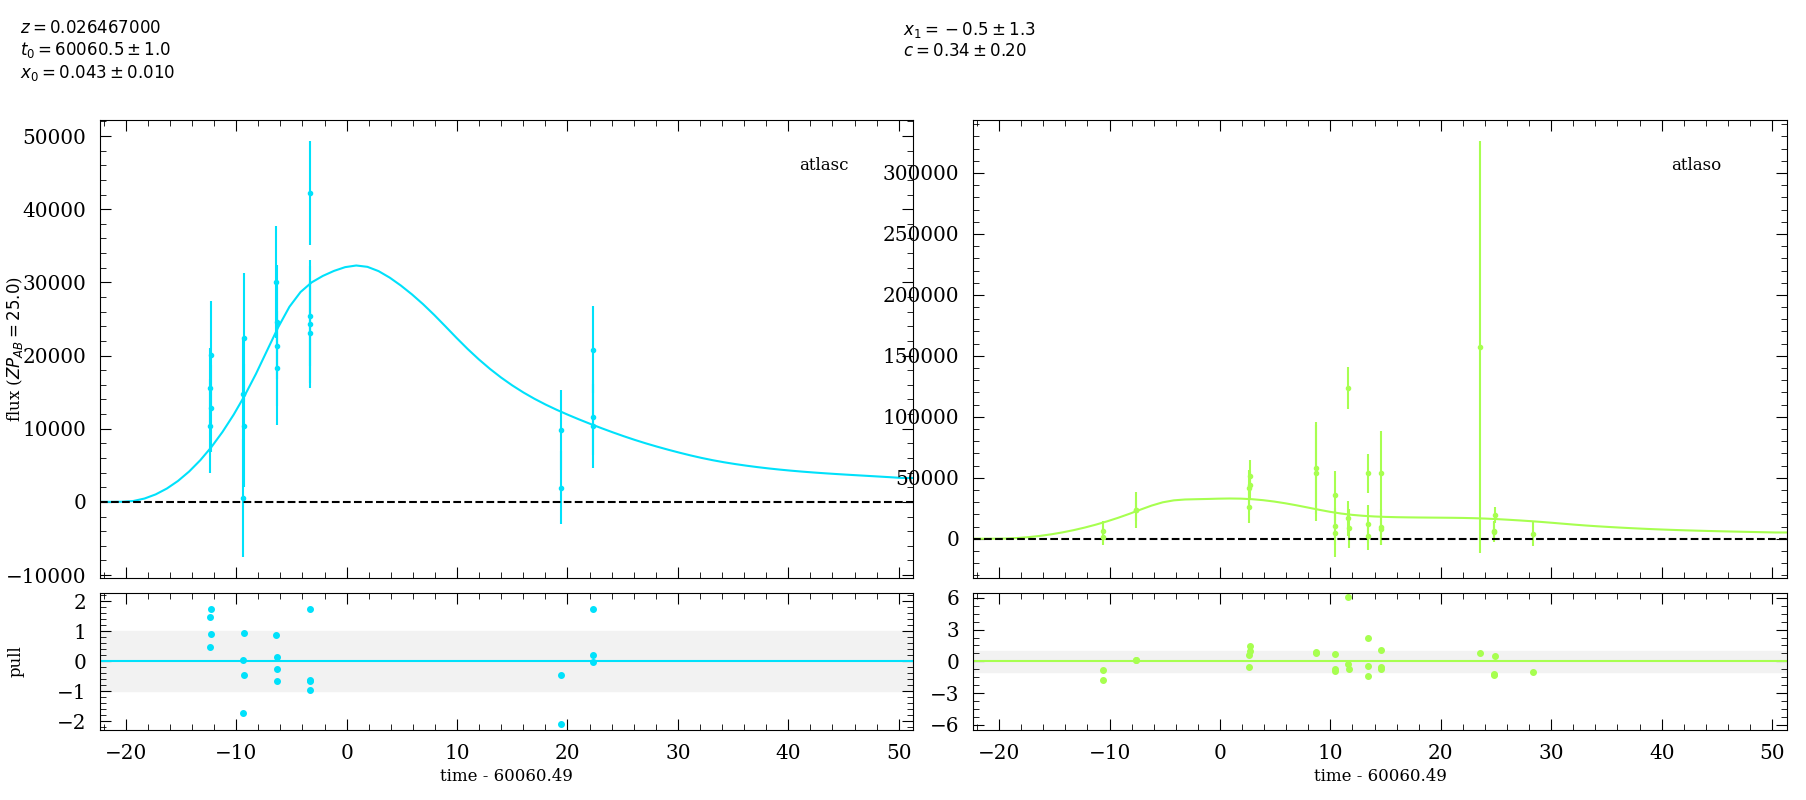 z = 0.026467000
t₀ = 60060.5 ± 1.0
x₀ = 0.043 ± 0.010
x₁ = −0.5 ± 1.3
c = 0.34 ± 0.20
flux (ZP_AB = 25.0)
50000
40000
30000
20000
10000
0
−10000
atlasc
300000
250000
200000
150000
100000
50000
0
atlaso
pull
2
1
0
−1
−2
−20 −10 0 10 20 30 40 50
time - 60060.49
6
3
0
−3
−6
−20 −10 0 10 20 30 40 50
time - 60060.49